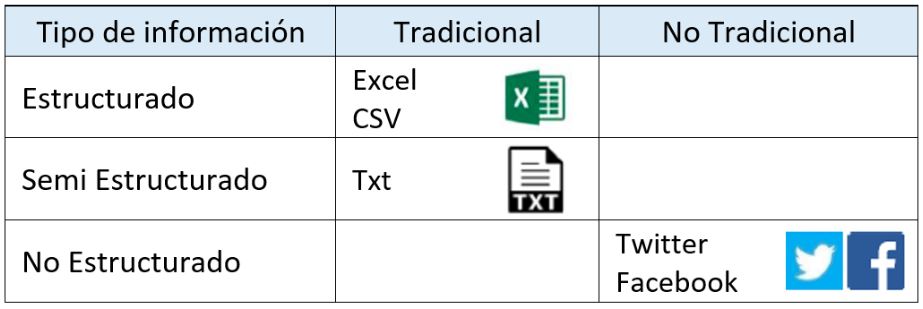 Tipo de información Tradicional No Tradicional
Estructurado Excel
CSV
Semi Estructurado Txt TXT
No Estructurado Twitter
Facebook